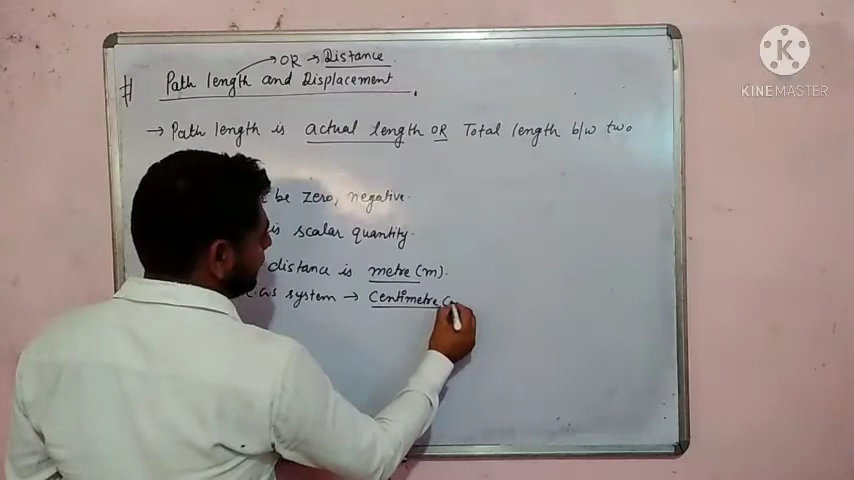 OR → Distance
# Path length and Displacement
→ Path length is actual length OR Total length b/w two
be zero, negative.
is scalar quantity.
distance is metre (m).
system → Centimetre
KINEMASTER